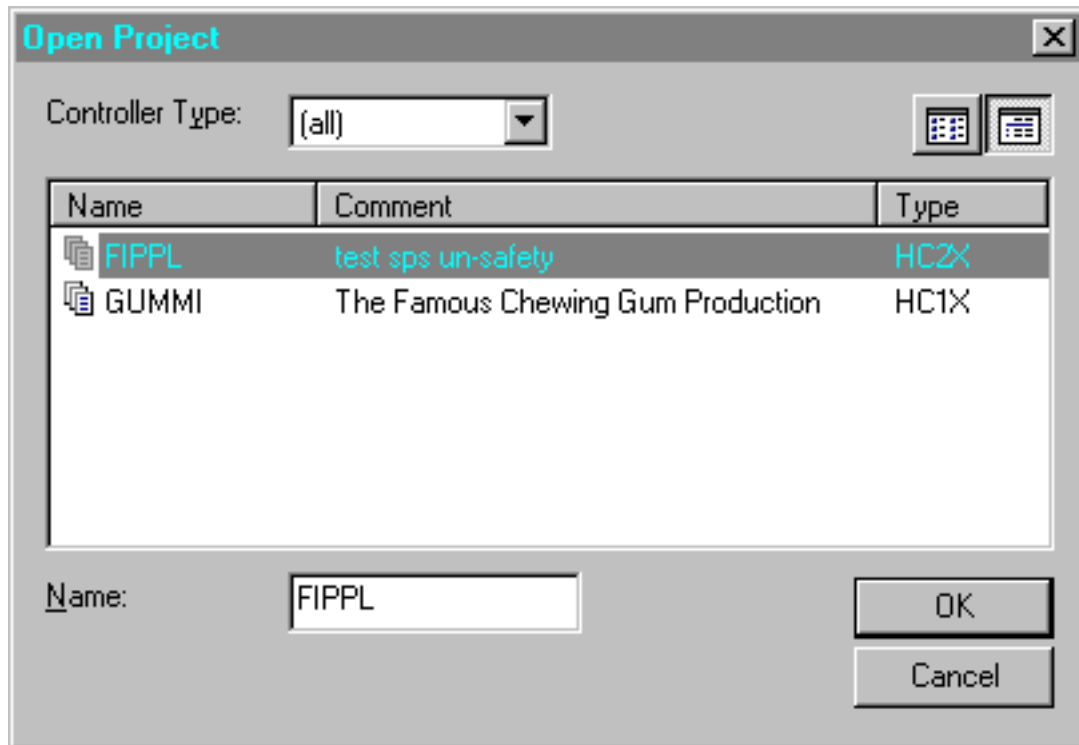 Open Project
Controller Type: (all)
Name Comment Type
FIPPL test sps un-safety HC2X
GUMMI The Famous Chewing Gum Production HC1X
Name: FIPPL OK
Cancel